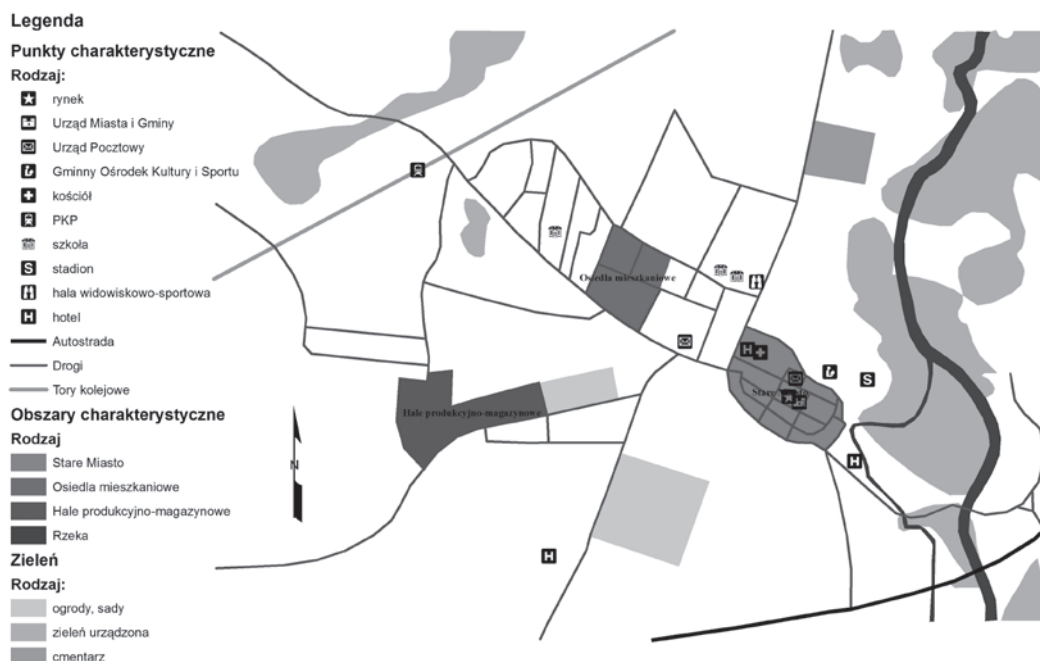 Legenda
Punkty charakterystyczne
Rodzaj:
rynek
Urząd Miasta i Gminy
Urząd Pocztowy
Gminny Ośrodek Kultury i Sportu
kościół
PKP
szkoła
S stadion
hala widowiskowo-sportowa
H hotel
Autostrada
Drogi
Tory kolejowe
Obszary charakterystyczne
Rodzaj
Stare Miasto
Osiedla mieszkaniowe
Hale produkcyjno-magazynowe
Rzeka
Zieleń
Rodzaj:
ogrody, sady
zieleń urządzona
cmentarz
Osiedla mieszkaniowe
H
S
Hale produkcyjno-magazynowe
H
N
H